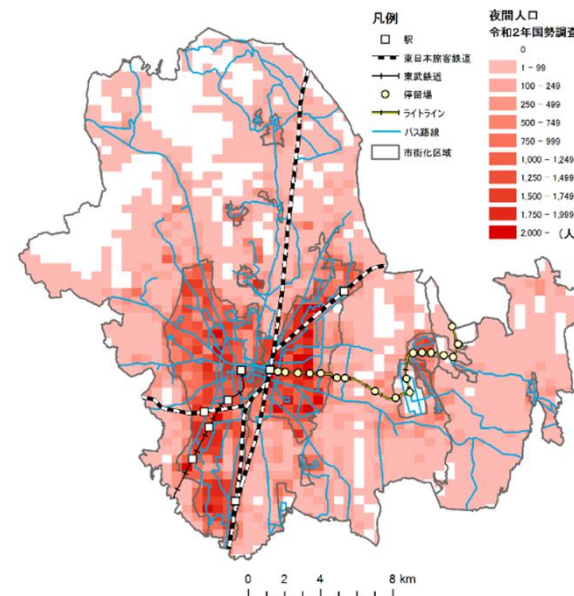 凡例
駅
東日本旅客鉄道
東武鉄道
停留場
ライトライン
バス路線
市街化区域
夜間人口
令和2年国勢調査
0
1 - 99
100 - 249
250 - 499
500 - 749
750 - 999
1,000 - 1,249
1,250 - 1,499
1,500 - 1,749
1,750 - 1,999
2,000 - (人
0 2 4 8 km